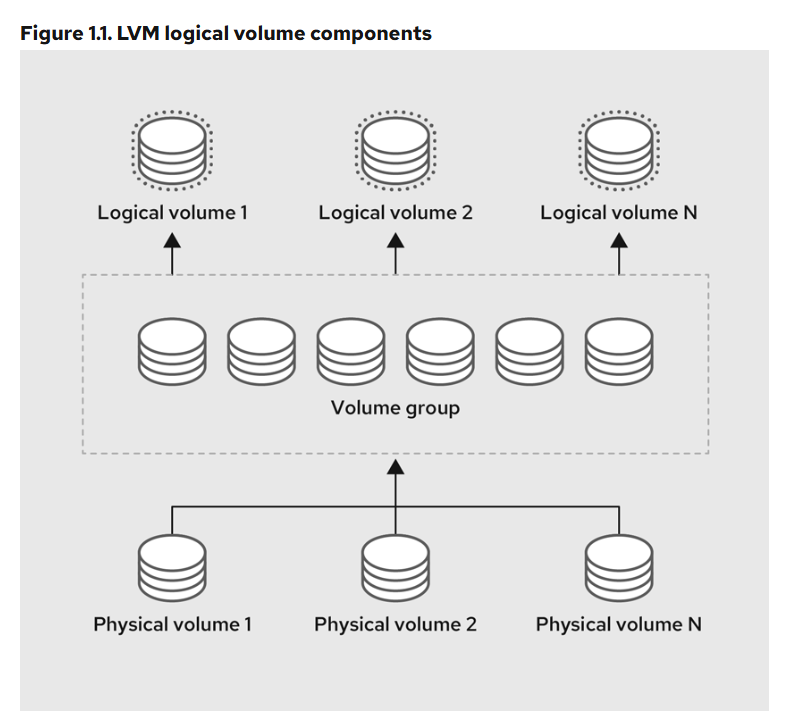 Figure 1.1. LVM logical volume components
Logical volume 1
Logical volume 2
Logical volume N
Volume group
Physical volume 1
Physical volume 2
Physical volume N